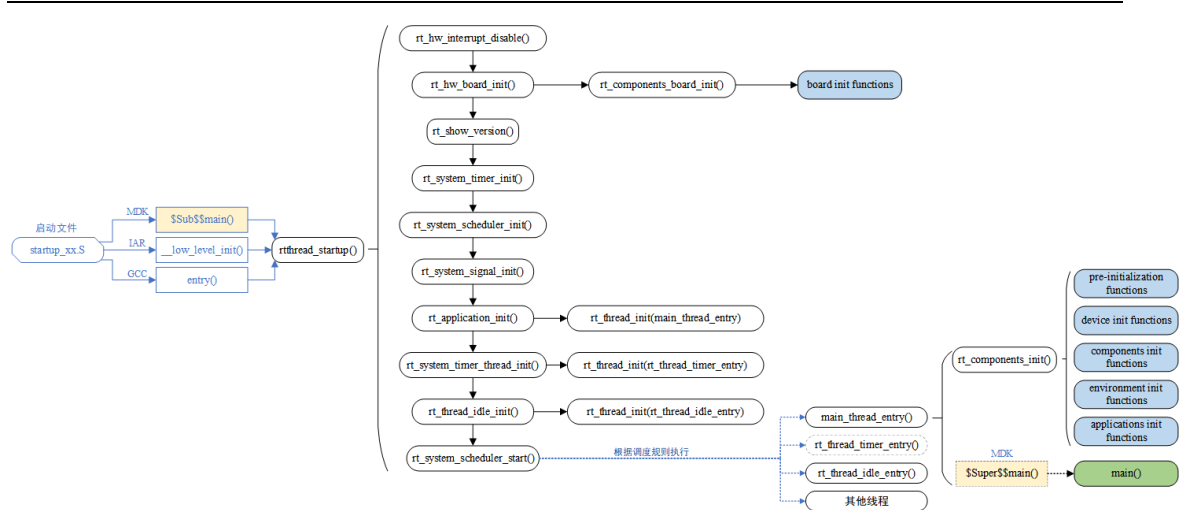 启动文件
startup_xx.S
MDK
IAR
GCC
$Sub$$main()
__low_level_init()
entry()
rtthread_startup()
rt_hw_interrupt_disable()
rt_hw_board_init()
rt_components_board_init()
board init functions
rt_show_version()
rt_system_timer_init()
rt_system_scheduler_init()
rt_system_signal_init()
rt_application_init()
rt_thread_init(main_thread_entry)
rt_system_timer_thread_init()
rt_thread_init(rt_thread_timer_entry)
rt_thread_idle_init()
rt_thread_init(rt_thread_idle_entry)
rt_system_scheduler_start()
根据调度规则执行
main_thread_entry()
rt_thread_timer_entry()
rt_thread_idle_entry()
其他线程
rt_components_init()
pre-initialization
functions
device init functions
components init
functions
environment init
functions
applications init
functions
MDK
$Super$$main()
main()